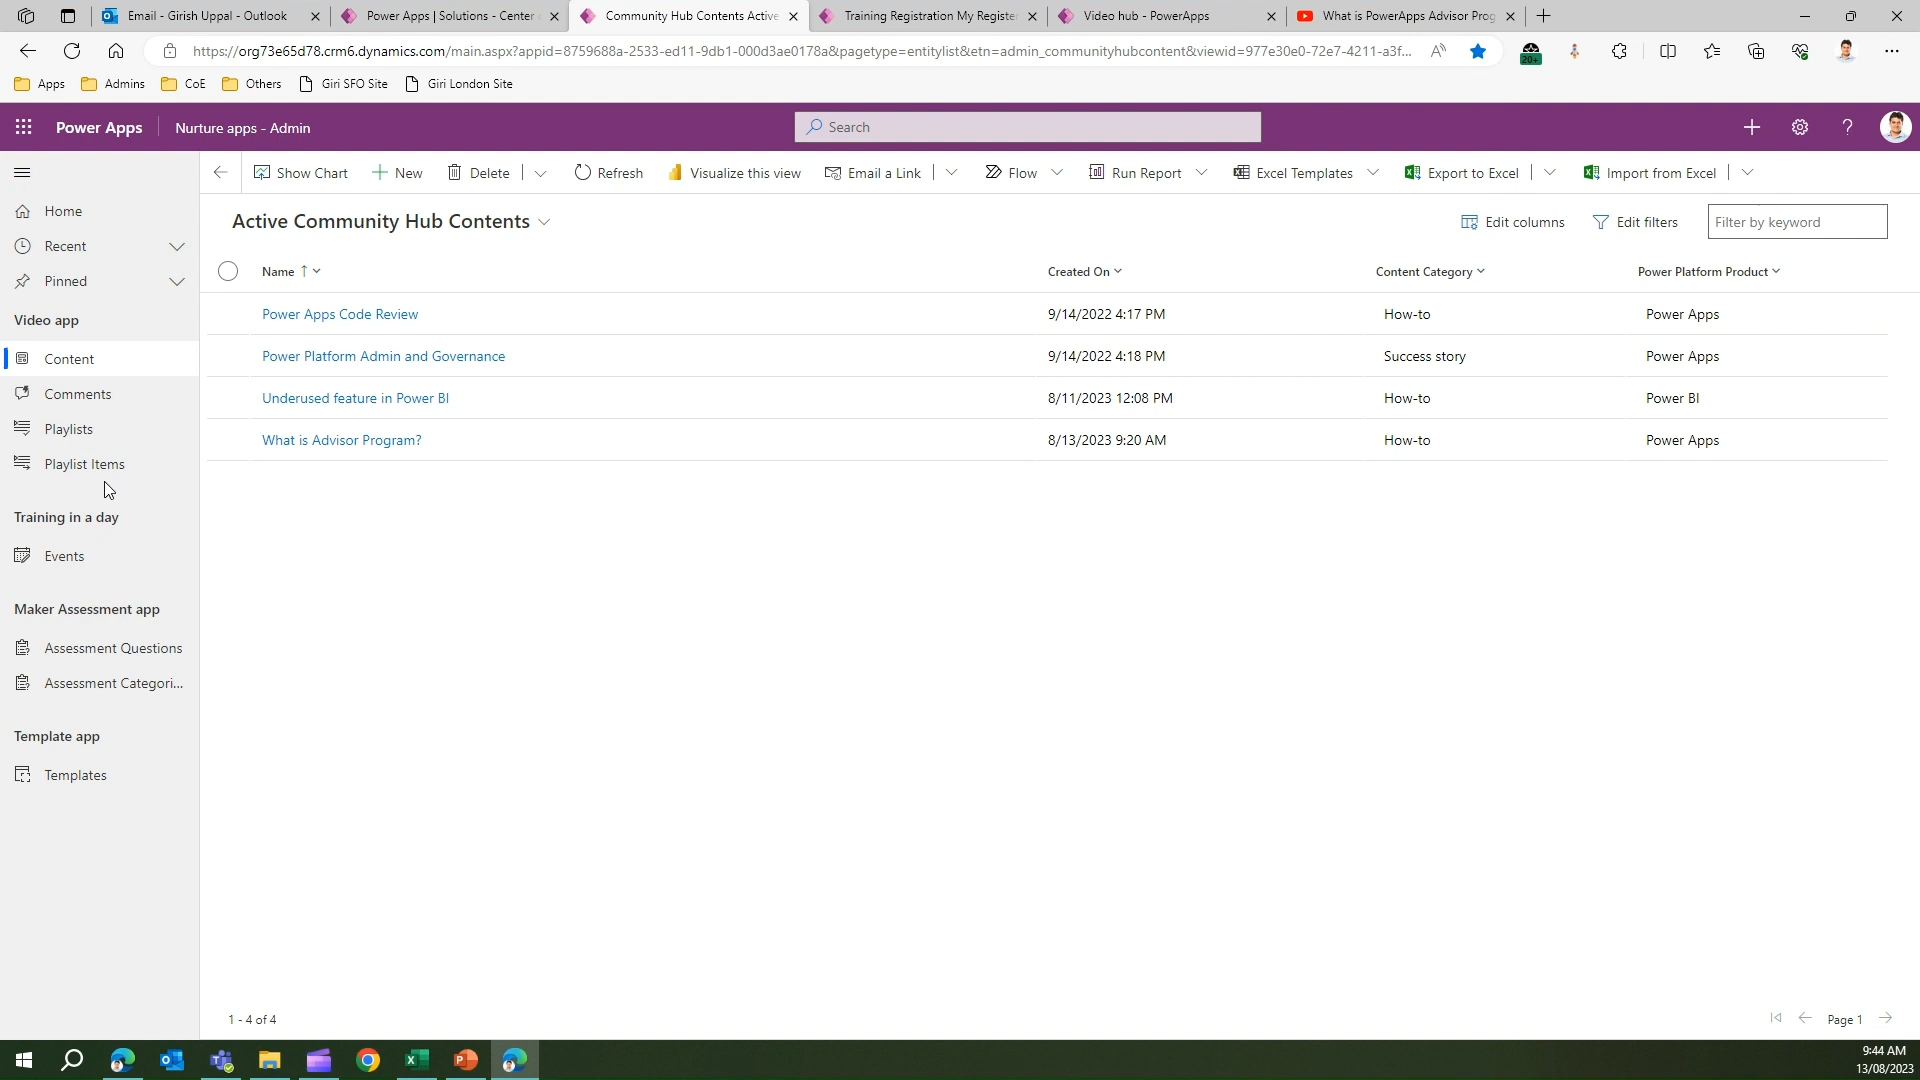 Email - Girish Uppal - Outlook
Power Apps | Solutions - Center
Community Hub Contents Active
Training Registration My Register
Video hub - PowerApps
What is PowerApps Advisor Prog
https://org73e65d78.crm6.dynamics.com/main.aspx?appid=8759688a-2533-ed11-9db1-000d3ae0178a&pagetype=entitylist&etn=admin_communityhubcontent&viewid=977e30e0-72e7-4211-a3f...
20+
Apps
Admins
CoE
Others
Giri SFO Site
Giri London Site
Power Apps
Nurture apps - Admin
Search
Show Chart
New
Delete
Refresh
Visualize this view
Email a Link
Flow
Run Report
Excel Templates
Export to Excel
Import from Excel
Home
Recent
Pinned
Video app
Content
Comments
Playlists
Playlist Items
Training in a day
Events
Maker Assessment app
Assessment Questions
Assessment Categori...
Template app
Templates
Active Community Hub Contents
Edit columns
Edit filters
Filter by keyword
Name ↑ Created On Content Category Power Platform Product
Power Apps Code Review 9/14/2022 4:17 PM How-to Power Apps
Power Platform Admin and Governance 9/14/2022 4:18 PM Success story Power Apps
Underused feature in Power BI 8/11/2023 12:08 PM How-to Power BI
What is Advisor Program? 8/13/2023 9:20 AM How-to Power Apps
1 - 4 of 4
Page 1
9:44 AM
13/08/2023